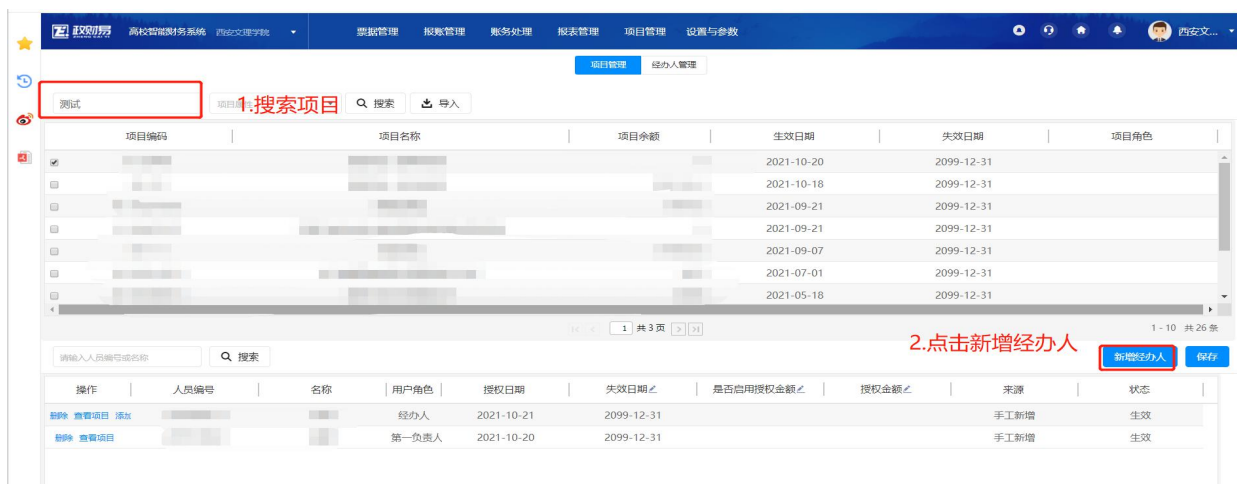 政财易 高校智能财务系统 西安文理学院 票据管理 报账管理 账务处理 报表管理 项目管理 设置与参数 西安文...
项目管理 经办人管理
测试 1.搜索项目 搜索 导入
项目编码 项目名称 项目余额 生效日期 失效日期 项目角色
2021-10-20 2099-12-31
2021-10-18 2099-12-31
2021-09-21 2099-12-31
2021-09-21 2099-12-31
2021-09-07 2099-12-31
2021-07-01 2099-12-31
2021-05-18 2099-12-31
1 共3页 1 - 10 共26条
2.点击新增经办人
请输入人员编号或名称 搜索 新增经办人 保存
操作 人员编号 名称 用户角色 授权日期 失效日期 是否启用授权金额 授权金额 来源 状态
删除 查看项目 添加 经办人 2021-10-21 2099-12-31 手工新增 生效
删除 查看项目 第一负责人 2021-10-20 2099-12-31 手工新增 生效